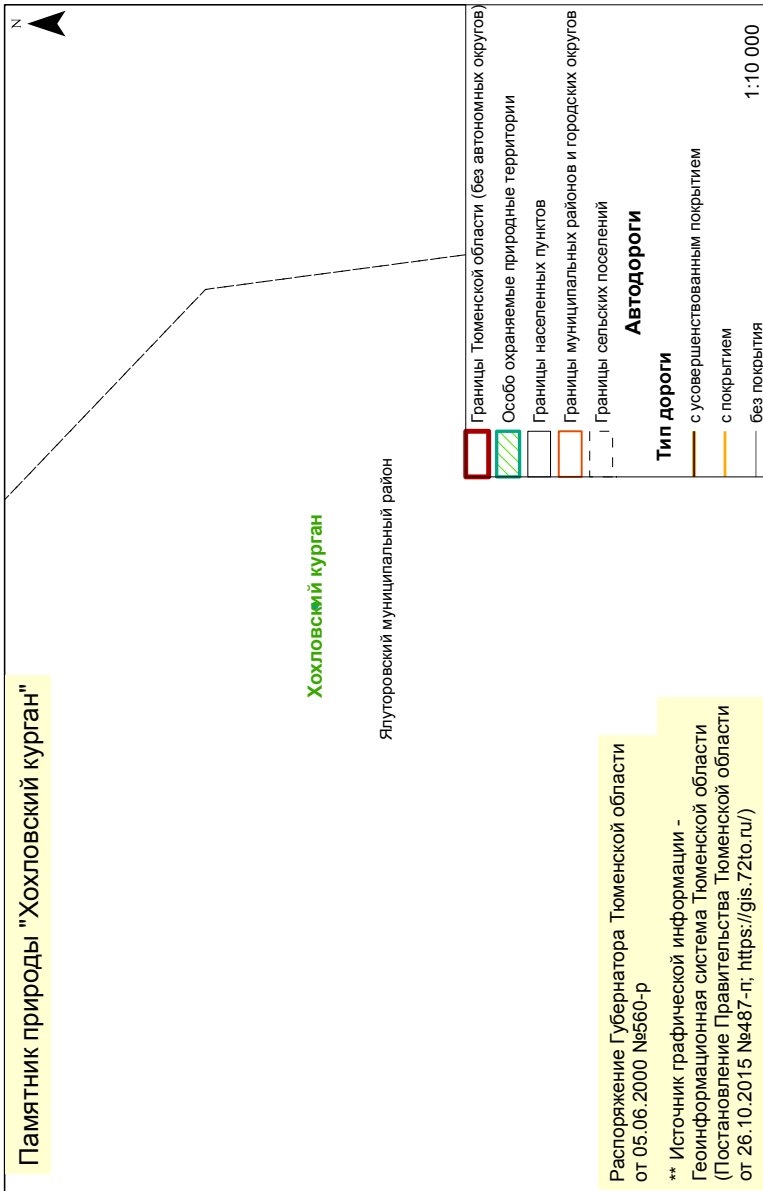 Памятник природы "Хохловский курган"
N
Хохловский курган
Ялуторовский муниципальный район
Распоряжение Губернатора Тюменской области
от 05.06.2000 №560-р
** Источник графической информации -
Геоинформационная система Тюменской области
(Постановление Правительства Тюменской области
от 26.10.2015 №487-п; https://gis.72to.ru/)
Границы Тюменской области (без автономных округов)
Особо охраняемые природные территории
Границы населенных пунктов
Границы муниципальных районов и городских округов
Границы сельских поселений
Автодороги
Тип дороги
с усовершенствованным покрытием
с покрытием
без покрытия
1:10 000